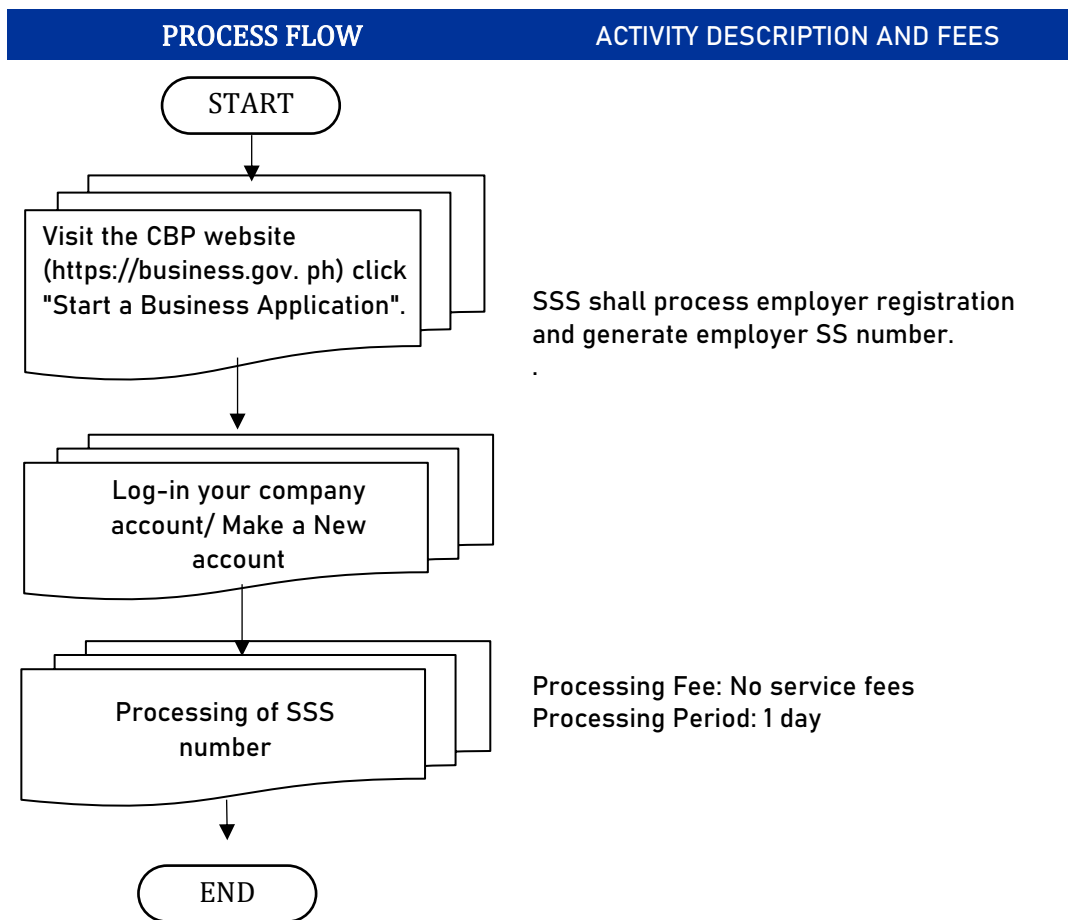 PROCESS FLOW
ACTIVITY DESCRIPTION AND FEES
START
Visit the CBP website
(https://business.gov. ph) click
"Start a Business Application".
SSS shall process employer registration
and generate employer SS number.
.
Log-in your company
account/ Make a New
account
Processing of SSS
number
Processing Fee: No service fees
Processing Period: 1 day
END